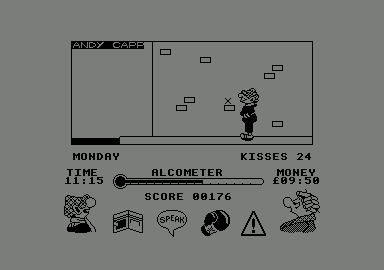 ANDY CAPP
MONDAY KISSES 24
TIME ALCOMETER MONEY
11:15 £09:50
SCORE 00176
SPEAK